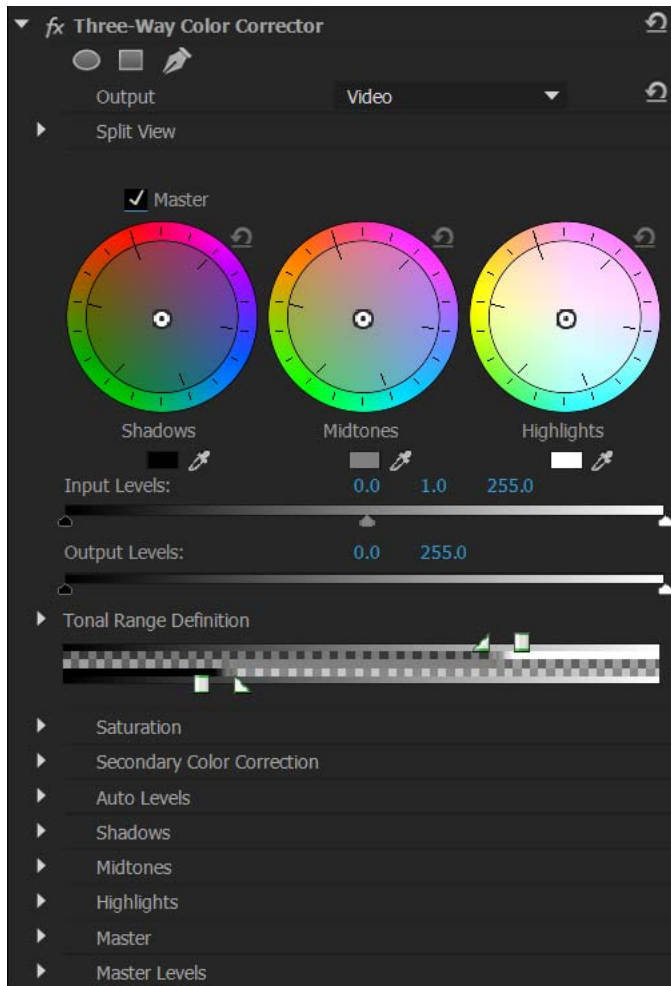 fx Three-Way Color Corrector
Output Video
Split View
Master
Shadows Midtones Highlights
Input Levels: 0.0 1.0 255.0
Output Levels: 0.0 255.0
Tonal Range Definition
Saturation
Secondary Color Correction
Auto Levels
Shadows
Midtones
Highlights
Master
Master Levels